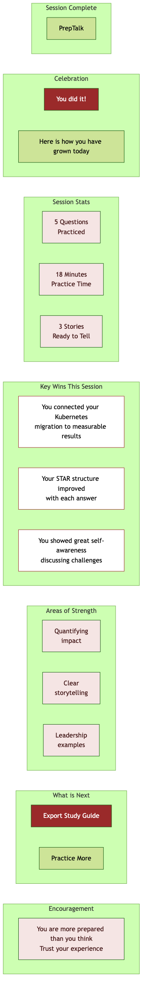 Session Complete
PrepTalk
Celebration
You did it!
Here is how you have
grown today
Session Stats
5 Questions
Practiced
18 Minutes
Practice Time
3 Stories
Ready to Tell
Key Wins This Session
You connected your
Kubernetes
migration to measurable
results
Your STAR structure
improved
with each answer
You showed great self-
awareness
discussing challenges
Areas of Strength
Quantifying
impact
Clear
storytelling
Leadership
examples
What is Next
Export Study Guide
Practice More
Encouragement
You are more prepared
than you think
Trust your experience